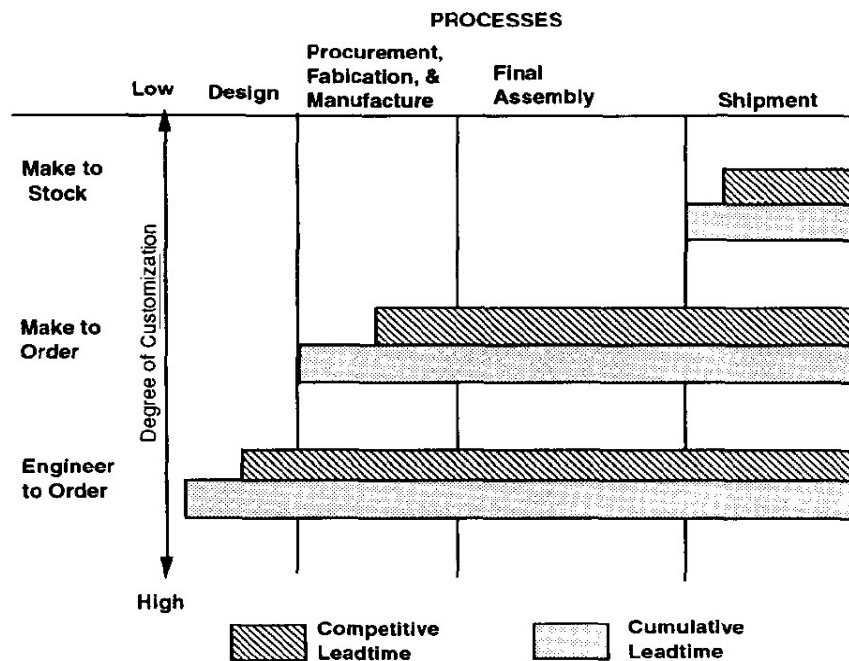 PROCESSES
Procurement,
Fabication, &
Manufacture
Final
Assembly
Low
Design
Shipment
Make to
Stock
Make to
Order
Engineer
to Order
Degree of Customization
High
Competitive
Leadtime
Cumulative
Leadtime